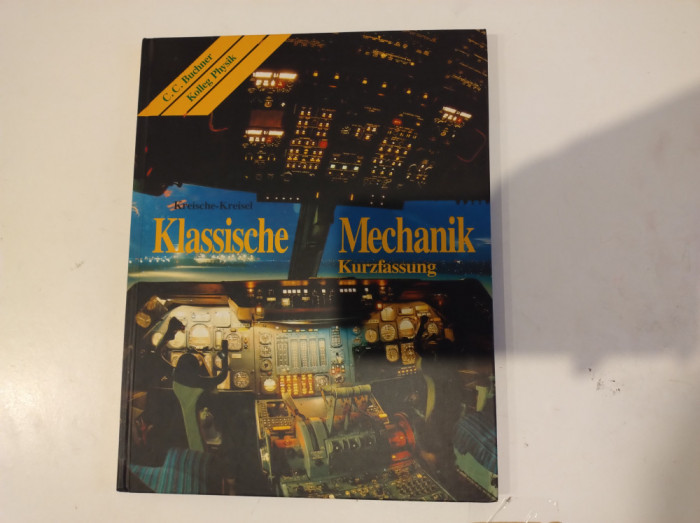 C. C. Buchner
Kolleg Physik
Kreische-Kreisel
Klassische Mechanik
Kurzfassung